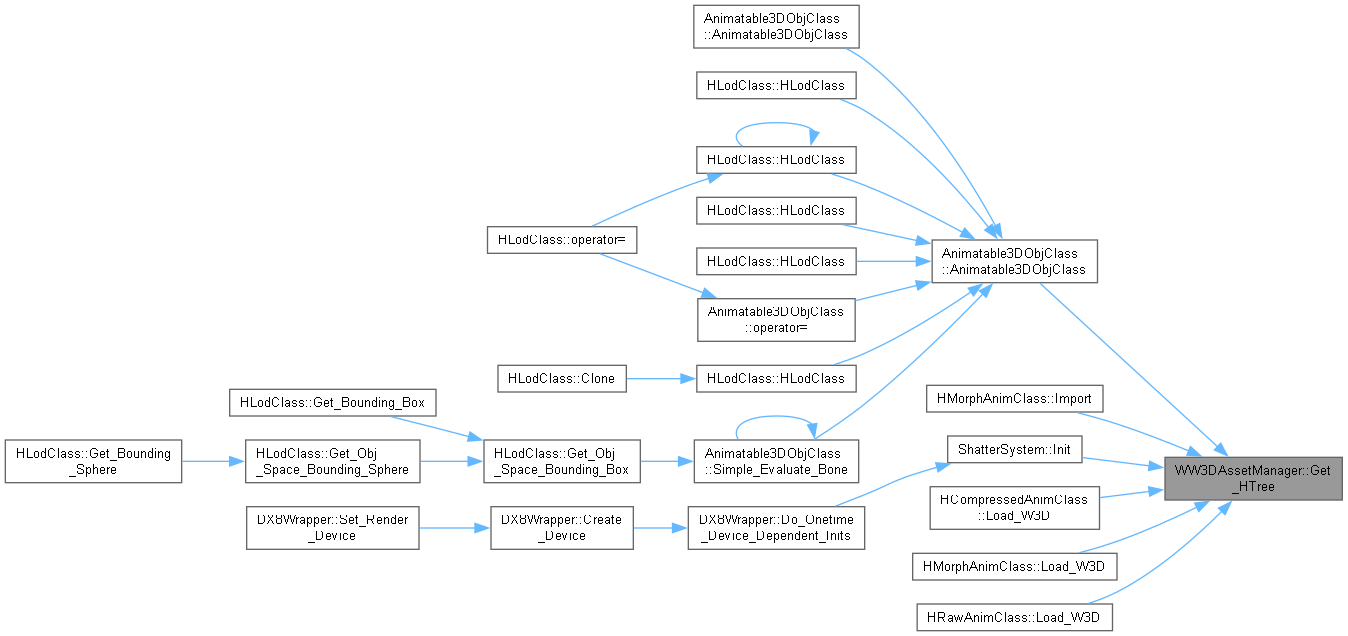 Animatable3DObjClass
::Animatable3DObjClass
HLodClass::HLodClass
HLodClass::HLodClass
HLodClass::HLodClass
HLodClass::operator=
Animatable3DObjClass
::Animatable3DObjClass
HLodClass::HLodClass
Animatable3DObjClass
::operator=
HLodClass::Clone
HLodClass::HLodClass
HLodClass::Get_Bounding_Box
HMorphAnimClass::Import
HLodClass::Get_Bounding
_Sphere
HLodClass::Get_Obj
_Space_Bounding_Sphere
HLodClass::Get_Obj
_Space_Bounding_Box
Animatable3DObjClass
::Simple_Evaluate_Bone
ShatterSystem::Init
WW3DAssetManager::Get
_HTree
HCompressedAnimClass
::Load_W3D
DX8Wrapper::Set_Render
_Device
DX8Wrapper::Create
_Device
DX8Wrapper::Do_Onetime
_Device_Dependent_Inits
HMorphAnimClass::Load_W3D
HRawAnimClass::Load_W3D